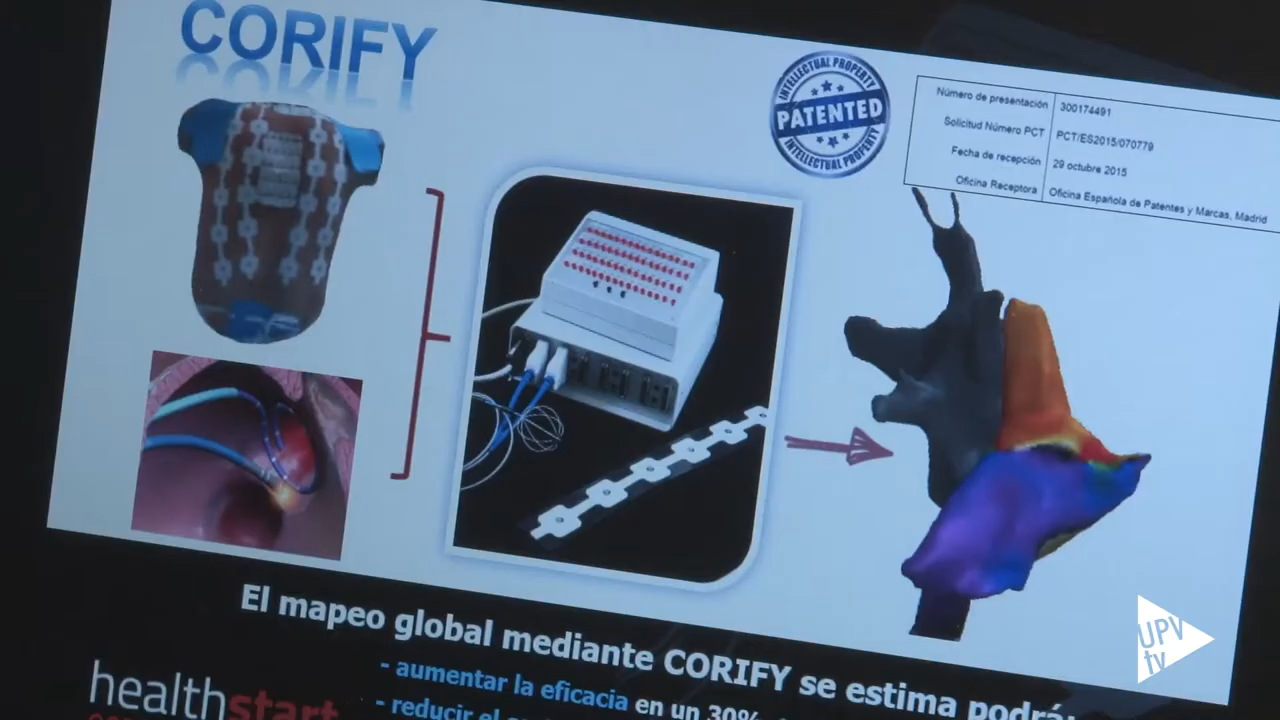 CORIFY
INTELLECTUAL PROPERTY
PATENTED
INTELLECTUAL PROPERTY
Número de presentación 300174491
Solicitud Número PCT PCT/ES2015/070779
Fecha de recepción 29 octubre 2015
Oficina Receptora Oficina Española de Patentes y Marcas, Madrid
El mapeo global mediante CORIFY se estima podrá:
- aumentar la eficacia en un 30%
- reducir el
healthstart
UPV
tv